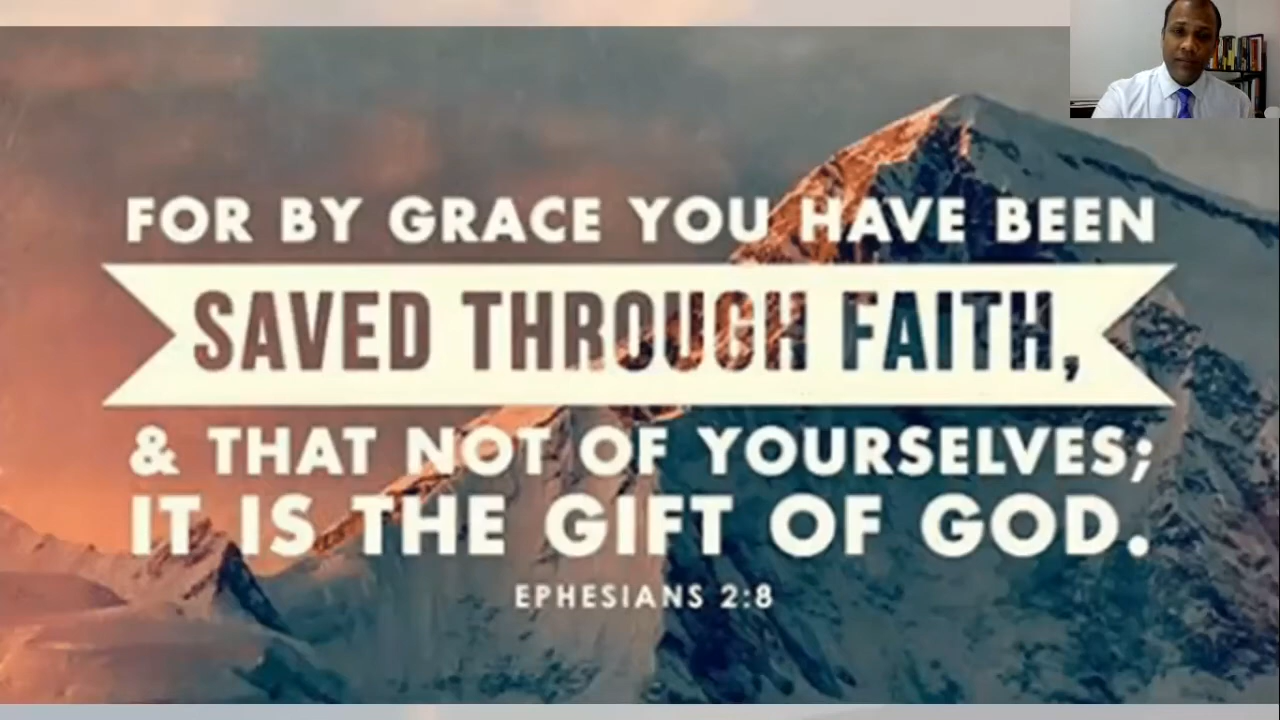 FOR BY GRACE YOU HAVE BEEN
SAVED THROUGH FAITH,
& THAT NOT OF YOURSELVES;
IT IS THE GIFT OF GOD.
EPHESIANS 2:8